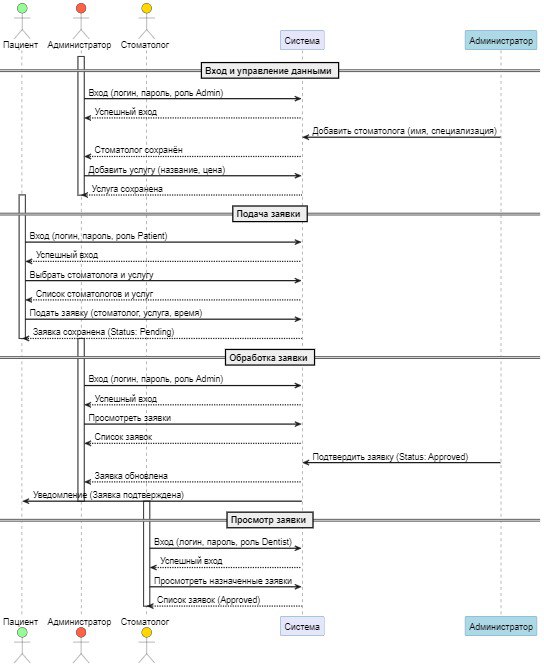 Пациент
Администратор
Стоматолог
Система
Администратор
Вход и управление данными
Вход (логин, пароль, роль Admin)
Успешный вход
Добавить стоматолога (имя, специализация)
Стоматолог сохранён
Добавить услугу (название, цена)
Услуга сохранена
Подача заявки
Вход (логин, пароль, роль Patient)
Успешный вход
Выбрать стоматолога и услугу
Список стоматологов и услуг
Подать заявку (стоматолог, услуга, время)
Заявка сохранена (Status: Pending)
Обработка заявки
Вход (логин, пароль, роль Admin)
Успешный вход
Просмотреть заявки
Список заявок
Подтвердить заявку (Status: Approved)
Заявка обновлена
Уведомление (Заявка подтверждена)
Просмотр заявки
Вход (логин, пароль, роль Dentist)
Успешный вход
Просмотреть назначенные заявки
Список заявок (Approved)
Пациент
Администратор
Стоматолог
Система
Администратор